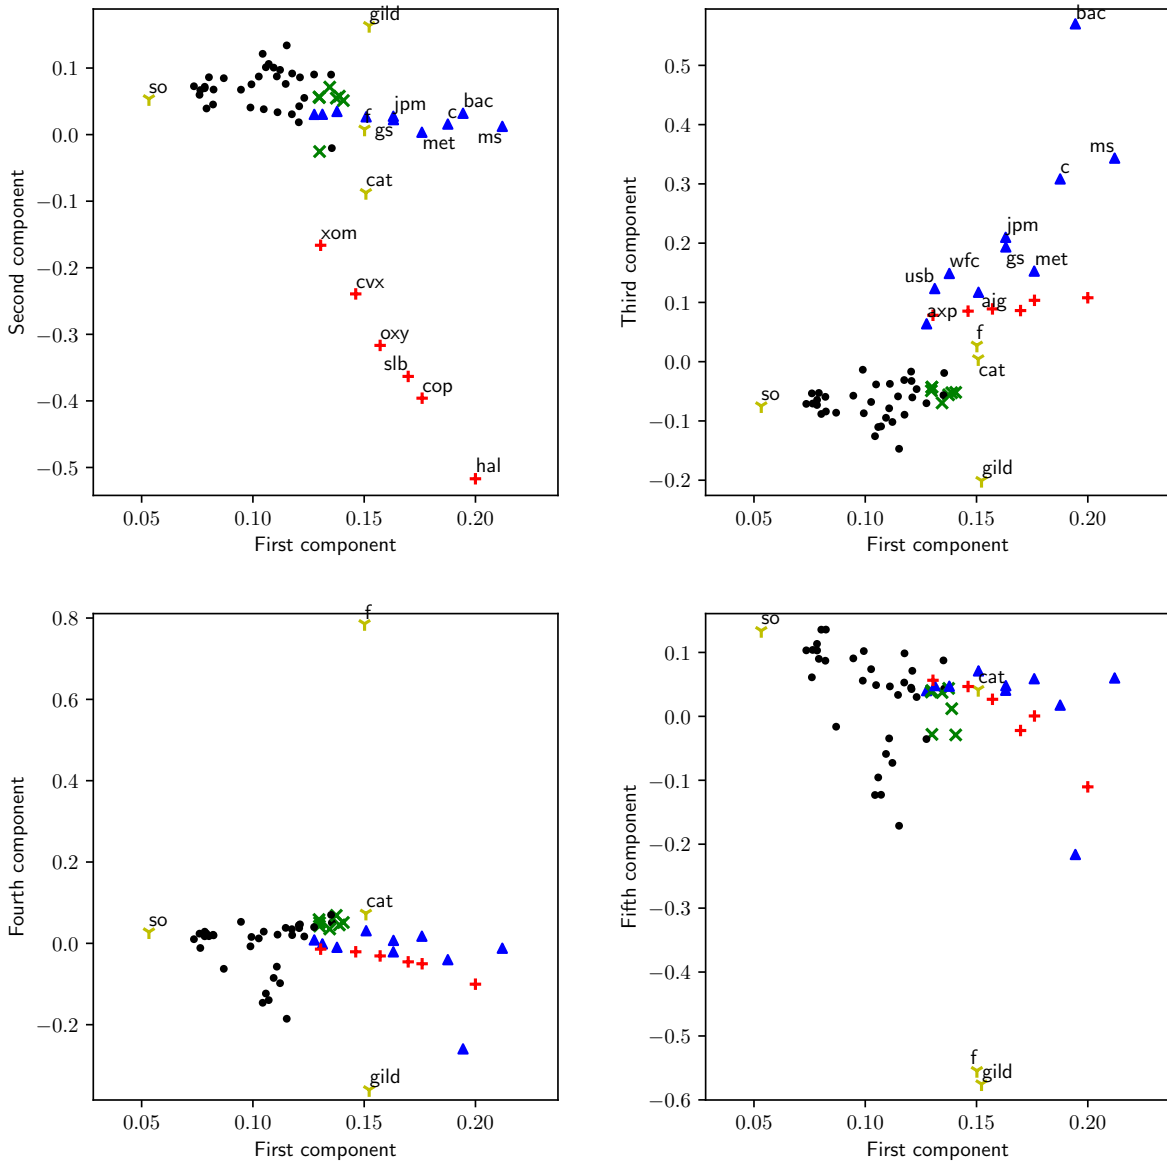 gild
so
f
jpm
c
bac
gs
met
ms
cat
xom
cvx
oxy
slb
cop
hal
0.1
0.0
−0.1
−0.2
−0.3
−0.4
−0.5
Second component
0.05 0.10 0.15 0.20
First component
bac
ms
c
jpm
gs
met
wfc
usb
aig
axp
f
cat
so
gild
0.5
0.4
0.3
0.2
0.1
0.0
−0.1
−0.2
Third component
0.05 0.10 0.15 0.20
First component
f
cat
so
gild
0.8
0.6
0.4
0.2
0.0
−0.2
Fourth component
0.05 0.10 0.15 0.20
First component
so
cat
f
gild
0.1
0.0
−0.1
−0.2
−0.3
−0.4
−0.5
−0.6
Fifth component
0.05 0.10 0.15 0.20
First component